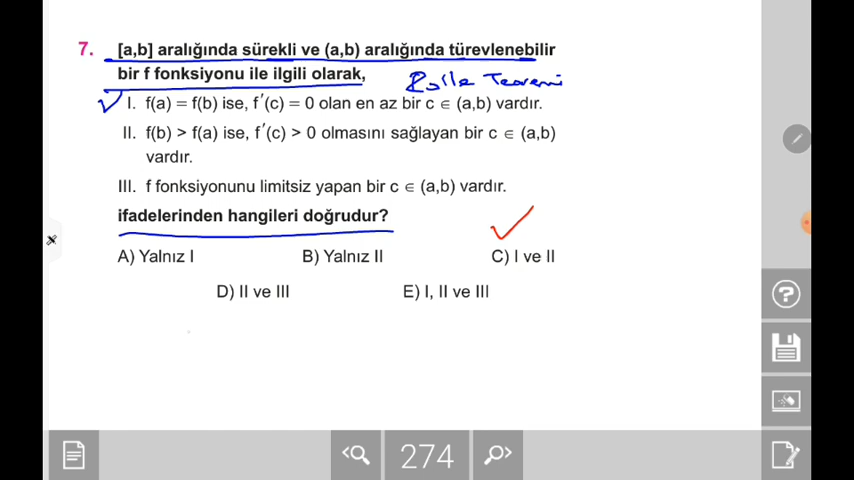 7. [a,b] aralığında sürekli ve (a,b) aralığında türevlenebilir
bir f fonksiyonu ile ilgili olarak,
Rolle Teoremi
I. f(a) = f(b) ise, f′(c) = 0 olan en az bir c ∈ (a,b) vardır.
II. f(b) > f(a) ise, f′(c) > 0 olmasını sağlayan bir c ∈ (a,b)
vardır.
III. f fonksiyonunu limitsiz yapan bir c ∈ (a,b) vardır.
ifadelerinden hangileri doğrudur?
A) Yalnız I B) Yalnız II C) I ve II
D) II ve III E) I, II ve III
274